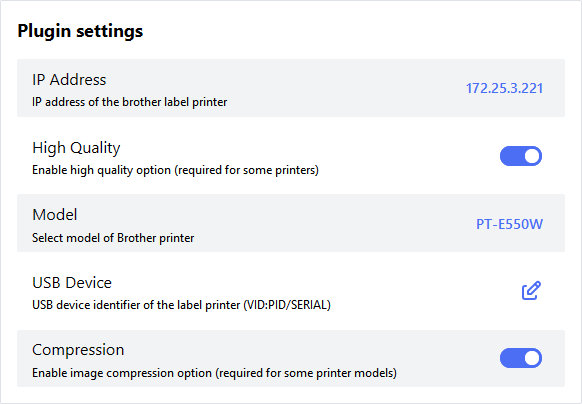 Plugin settings
IP Address
172.25.3.221
IP address of the brother label printer
High Quality
Enable high quality option (required for some printers)
Model
PT-E550W
Select model of Brother printer
USB Device
USB device identifier of the label printer (VID:PID/SERIAL)
Compression
Enable image compression option (required for some printer models)